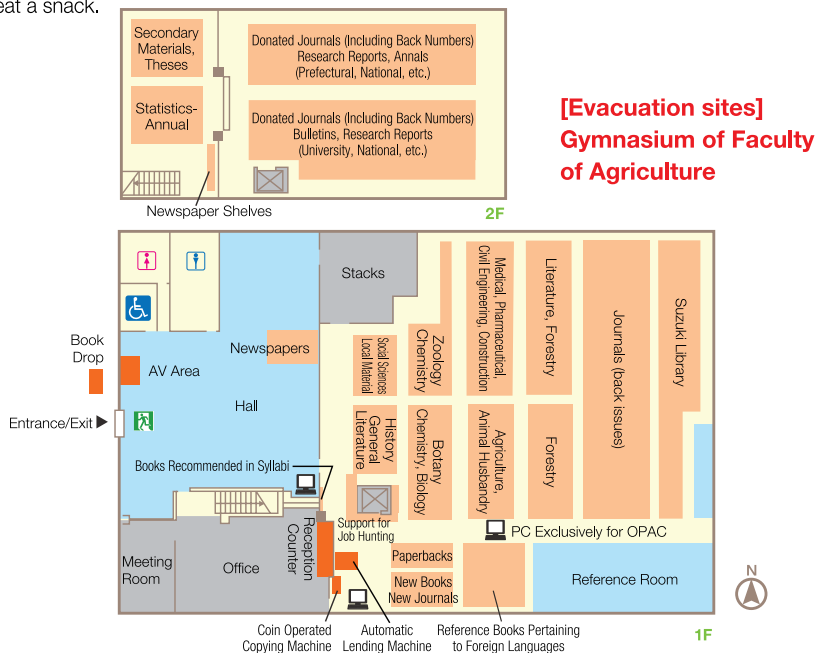 eat a snack.
Secondary
Materials,
Theses
Donated Journals (Including Back Numbers)
Research Reports, Annals
(Prefectural, National, etc.)
Statistics-
Annual
Donated Journals (Including Back Numbers)
Bulletins, Research Reports
(University, National, etc.)
Newspaper Shelves
2F
[Evacuation sites]
Gymnasium of Faculty
of Agriculture
Stacks
Book
Drop
AV Area
Newspapers
Hall
Entrance/Exit
Books Recommended in Syllabi
Social Sciences
Local Material
Zoology
Chemistry
Medical, Pharmaceutical,
Civil Engineering, Construction
Literature, Forestry
Journals (back issues)
Suzuki Library
History
General
Literature
Botany
Chemistry, Biology
Agriculture,
Animal Husbandry
Forestry
Support for
Job Hunting
PC Exclusively for OPAC
Meeting
Room
Office
Reception
Counter
Paperbacks
New Books
New Journals
Reference Room
N
Coin Operated
Copying Machine
Automatic
Lending Machine
Reference Books Pertaining
to Foreign Languages
1F